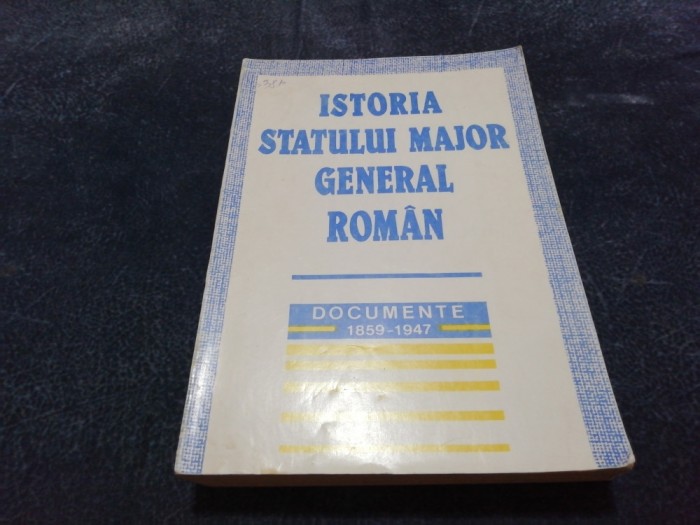 ISTORIA
STATULUI MAJOR
GENERAL
ROMÂN
DOCUMENTE
1859-1947